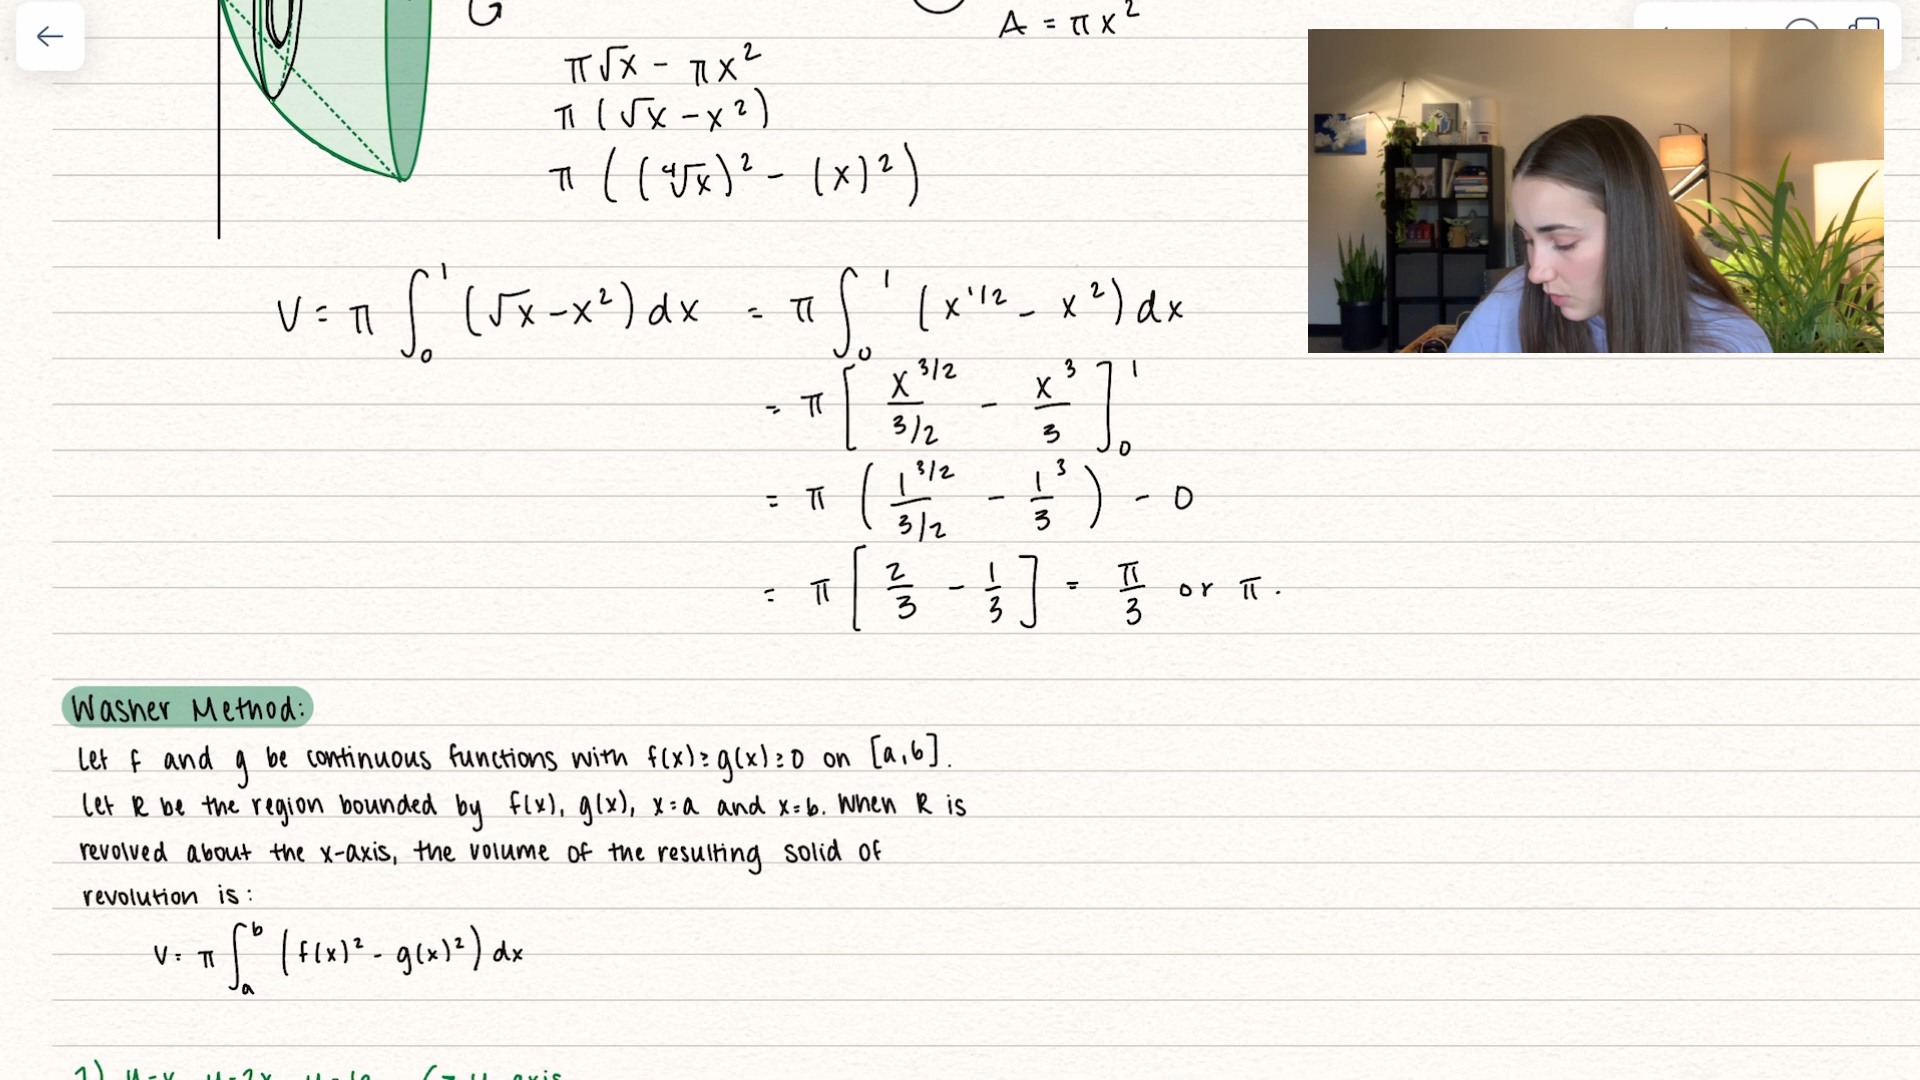 A = πx²
π√x - πx²
π(√x - x²)
π((∜x)² - (x)²)
V = π ∫₀¹ (√x - x²) dx = π ∫₀¹ (x^1/2 - x²) dx
= π [x^3/2 / 3/2 - x³/3]₀¹
= π (1^3/2 / 3/2 - 1³/3) - 0
= π [2/3 - 1/3] = π/3 or π.
Washer Method:
Let f and g be continuous functions with f(x)≥g(x)≥0 on [a,b].
Let R be the region bounded by f(x), g(x), x=a and x=b. When R is
revolved about the x-axis, the volume of the resulting solid of
revolution is:
V= π ∫ₐᵇ (f(x)² - g(x)²) dx